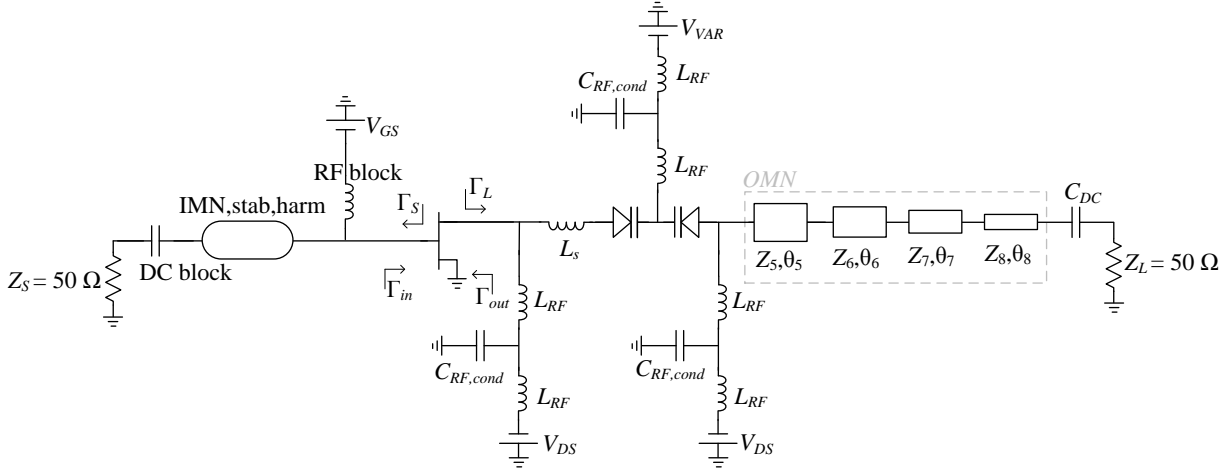 V_VAR
L_RF
C_RF,cond
V_GS
L_RF
RF block
OMN
Γ_S
Γ_L
C_DC
IMN,stab,harm
L_s
Z_5,θ_5
Z_6,θ_6
Z_7,θ_7
Z_8,θ_8
Z_S = 50 Ω
DC block
Z_L = 50 Ω
Γ_in
Γ_out
L_RF
L_RF
C_RF,cond
C_RF,cond
L_RF
L_RF
V_DS
V_DS